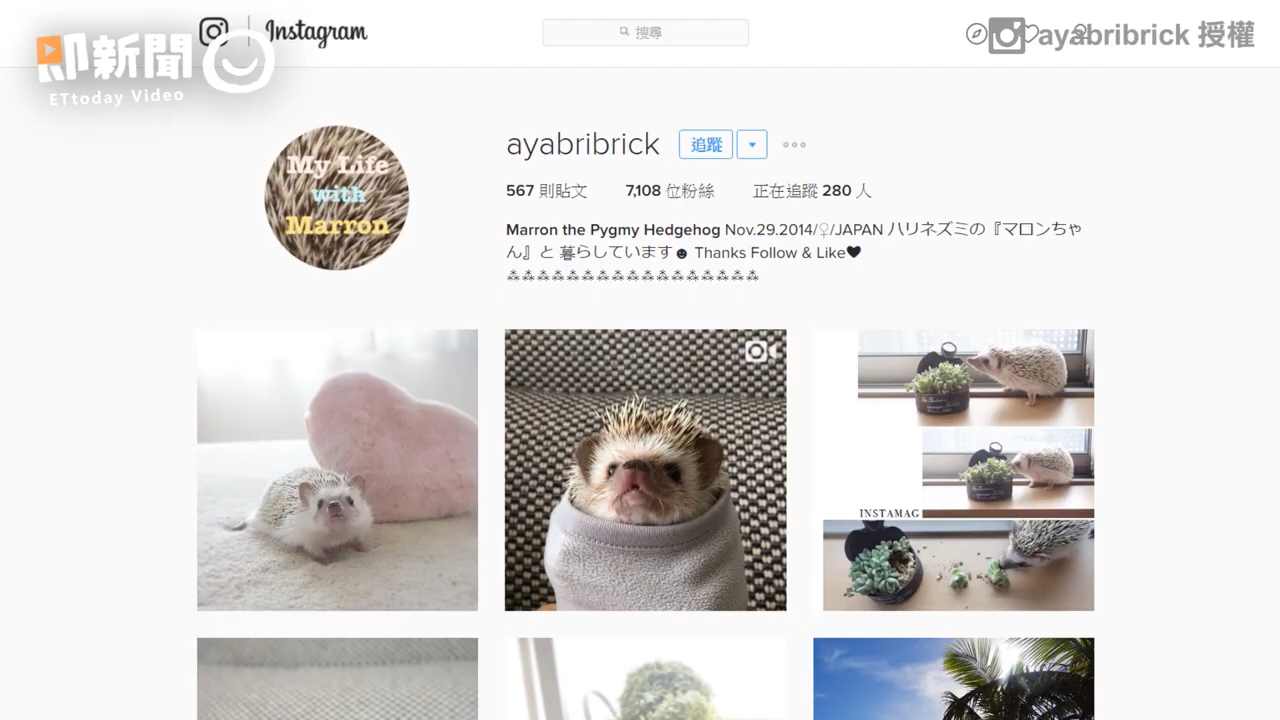 Instagram
搜尋
ayabribrick 授權
即新聞
ETtoday Video
My Life
with
Marron
ayabribrick 追蹤
567 則貼文 7,108 位粉絲 正在追蹤 280 人
Marron the Pygmy Hedgehog Nov.29.2014/♀/JAPAN ハリネズミの『マロンちゃ
ん』と 暮らしています☻ Thanks Follow & Like♥
⁂⁂⁂⁂⁂⁂⁂⁂⁂⁂⁂⁂⁂⁂⁂⁂⁂
INSTAMAG